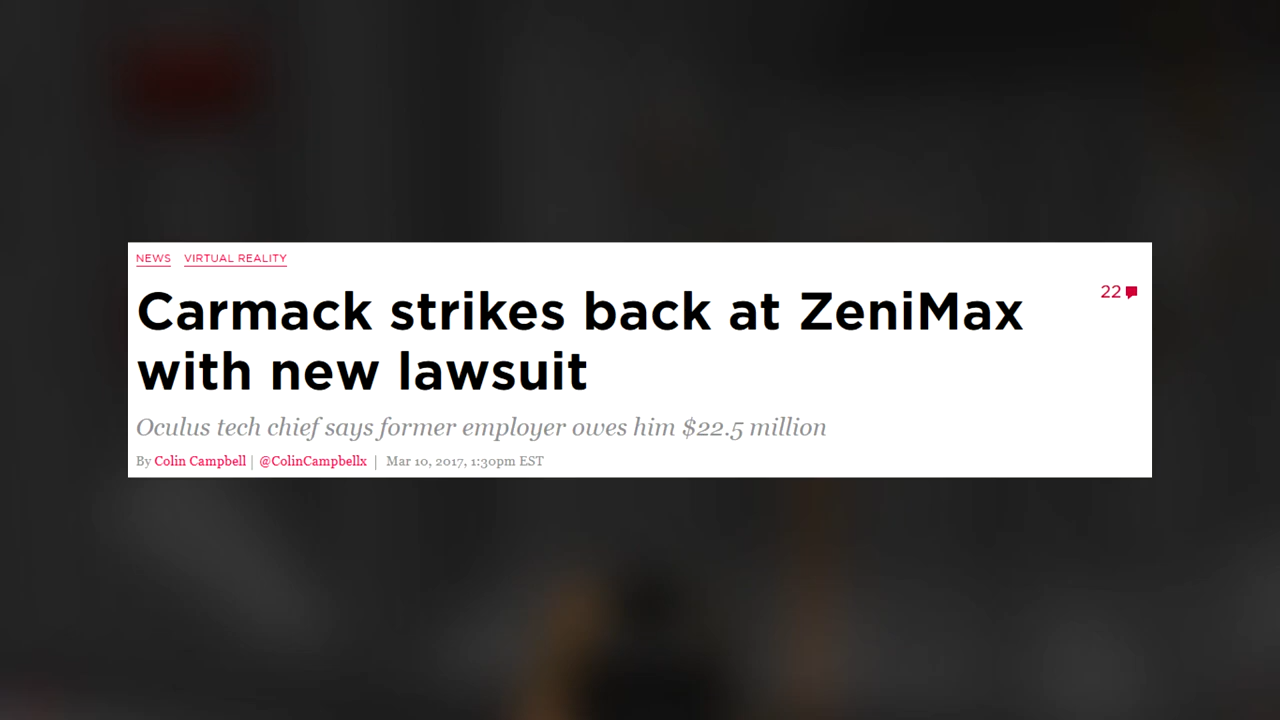 NEWS VIRTUAL REALITY
Carmack strikes back at ZeniMax
with new lawsuit
22
Oculus tech chief says former employer owes him $22.5 million
By Colin Campbell | @ColinCampbellx | Mar 10, 2017, 1:30pm EST